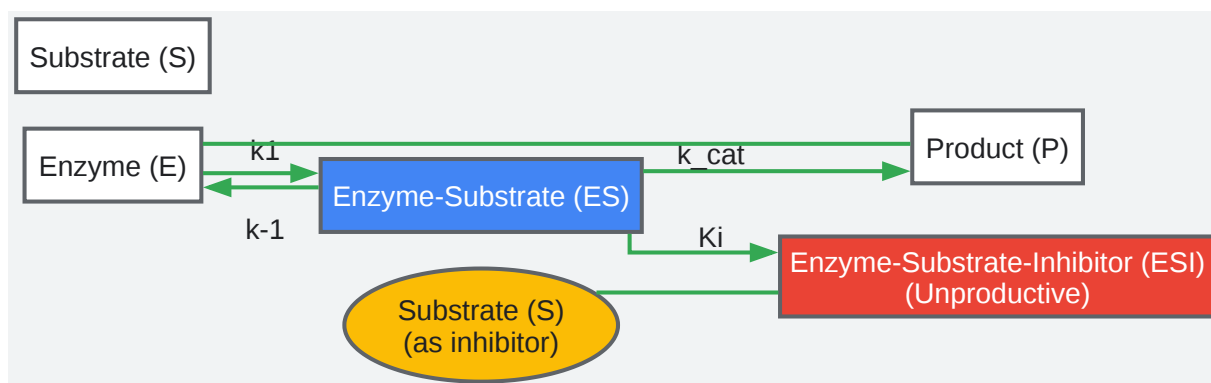 Substrate (S)
Enzyme (E)
k1
k-1
Enzyme-Substrate (ES)
k_cat
Product (P)
Ki
Enzyme-Substrate-Inhibitor (ESI)
(Unproductive)
Substrate (S)
(as inhibitor)